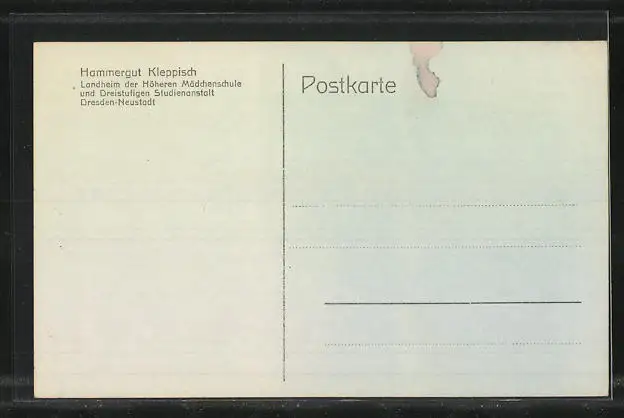 Hammergut Kleppisch
Landheim der Höheren Mädchenschule
und Dreistufigen Studienanstalt
Dresden-Neustadt
Postkarte